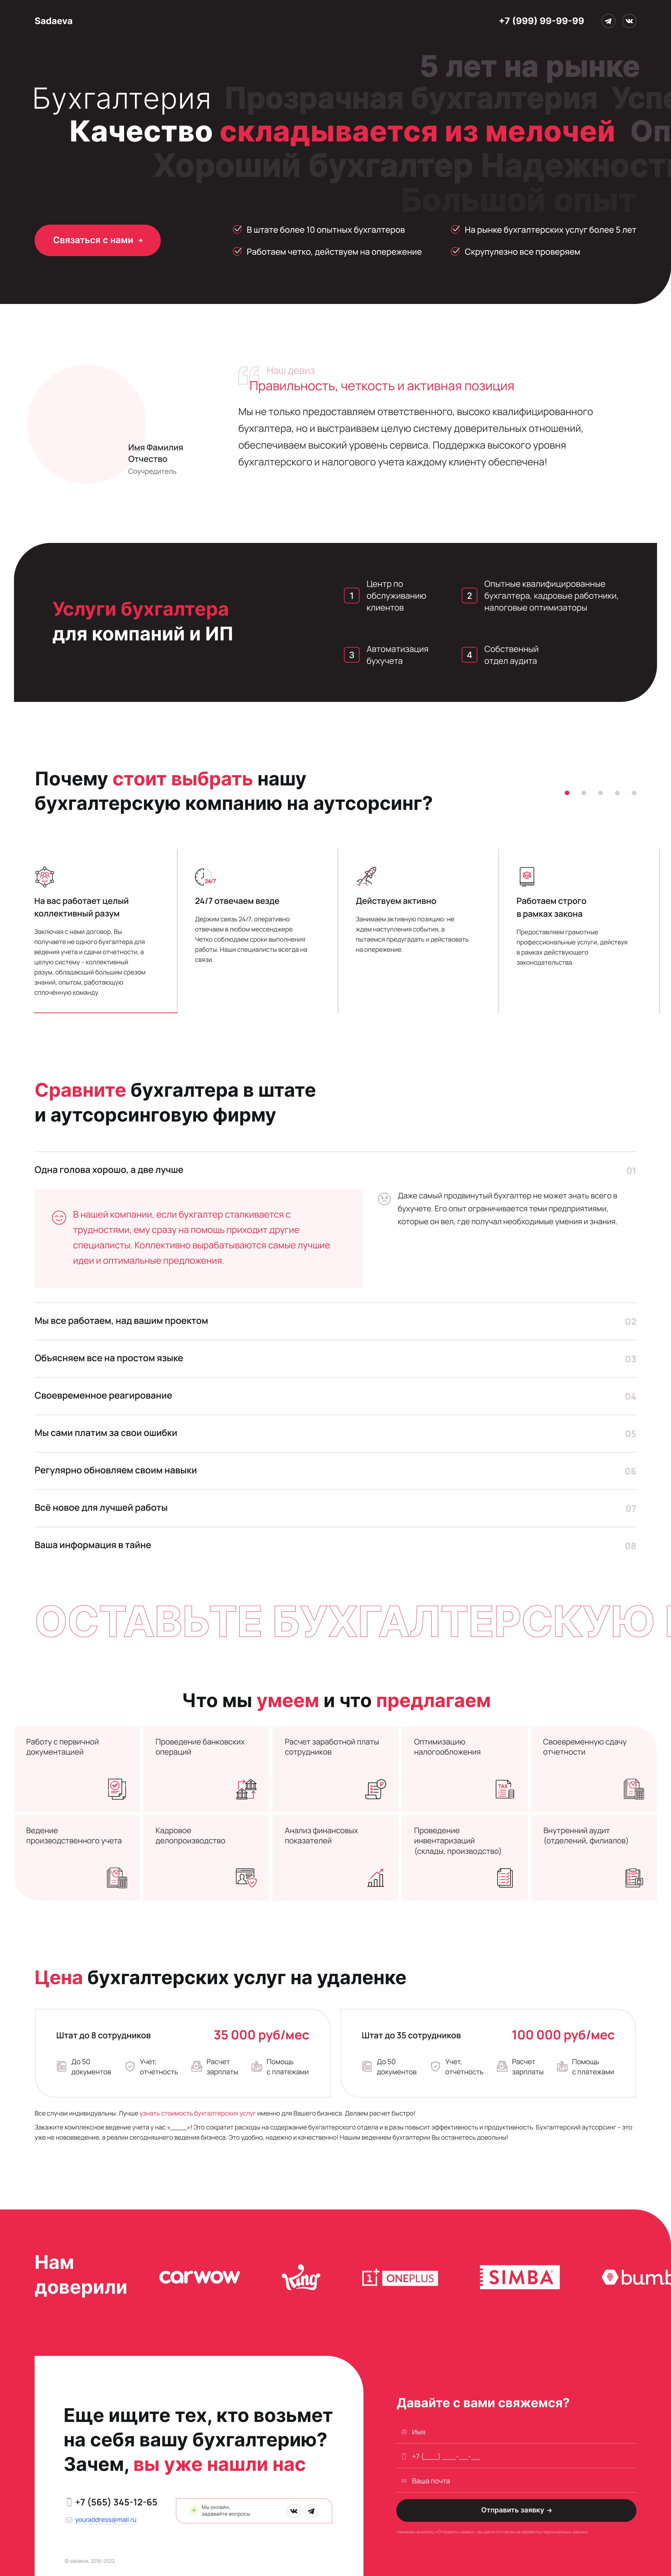 Sadaeva
+7 (999) 99-99-99
5 лет на рынке
Бухгалтерия Прозрачная бухгалтерия Успе
Качество складывается из мелочей Оп
Хороший бухгалтер Надежность
Большой опыт
Связаться с нами
В штате более 10 опытных бухгалтеров
На рынке бухгалтерских услуг более 5 лет
Работаем четко, действуем на опережение
Скрупулезно все проверяем
Наш девиз
Правильность, четкость и активная позиция
Мы не только предоставляем ответственного, высоко квалифицированного
бухгалтера, но и выстраиваем целую систему доверительных отношений,
обеспечиваем высокий уровень сервиса. Поддержка высокого уровня
бухгалтерского и налогового учета каждому клиенту обеспечена!
Имя Фамилия
Отчество
Соучредитель
Услуги бухгалтера
для компаний и ИП
1
Центр по
обслуживанию
клиентов
2
Опытные квалифицированные
бухгалтера, кадровые работники,
налоговые оптимизаторы
3
Автоматизация
бухучета
4
Собственный
отдел аудита
Почему стоит выбрать нашу
бухгалтерскую компанию на аутсорсинг?
На вас работает целый
коллективный разум
Заключая с нами договор, Вы
получаете не одного бухгалтера для
ведения учета и сдачи отчетности, а
целую систему – коллективный
разум, обладающий большим срезом
знаний, опытом, работающую
сплочённую команду.
24/7
24/7 отвечаем везде
Держим связь 24/7, оперативно
отвечаем в любом мессенджере.
Четко соблюдаем сроки выполнения
работы. Наши специалисты всегда на
связи.
Действуем активно
Занимаем активную позицию: не
ждем наступления события, а
пытаемся предугадать и действовать
на опережение.
Работаем строго
в рамках закона
Предоставляем грамотные
профессиональные услуги, действуя
в рамках действующего
законодательства.
Сравните бухгалтера в штате
и аутсорсинговую фирму
Одна голова хорошо, а две лучше
01
В нашей компании, если бухгалтер сталкивается с
трудностями, ему сразу на помощь приходит другие
специалисты. Коллективно вырабатываются самые лучшие
идеи и оптимальные предложения.
Даже самый продвинутый бухгалтер не может знать всего в
бухучете. Его опыт ограничивается теми предприятиями,
которые он вел, где получал необходимые умения и знания.
Мы все работаем, над вашим проектом
02
Объясняем все на простом языке
03
Своевременное реагирование
04
Мы сами платим за свои ошибки
05
Регулярно обновляем своим навыки
06
Всё новое для лучшей работы
07
Ваша информация в тайне
08
ОСТАВЬТЕ БУХГАЛТЕРСКУЮ
Что мы умеем и что предлагаем
Работу с первичной
документацией
Проведение банковских
операций
Расчет заработной платы
сотрудников
Оптимизацию
налогообложения
TAX
Своевременную сдачу
отчетности
Ведение
производственного учета
Кадровое
делопроизводство
Анализ финансовых
показателей
Проведение
инвентаризаций
(склады, производство)
Внутренний аудит
(отделений, филиалов)
Цена бухгалтерских услуг на удаленке
Штат до 8 сотрудников
35 000 руб/мес
До 50
документов
Учет,
отчетность
Расчет
зарплаты
Помощь
с платежами
Штат до 35 сотрудников
100 000 руб/мес
До 50
документов
Учет,
отчетность
Расчет
зарплаты
Помощь
с платежами
Все случаи индивидуальны. Лучше узнать стоимость бухгалтерских услуг именно для Вашего бизнеса. Делаем расчет быстро!
Закажите комплексное ведение учета у нас «_____»! Это сократит расходы на содержание бухгалтерского отдела и в разы повысит эффективность и продуктивность. Бухгалтерский аутсорсинг – это
уже не нововведение, а реалии сегодняшнего ведения бизнеса. Это удобно, надежно и качественно! Нашим ведением бухгалтерии Вы останетесь довольны!
Нам
доверили
carwow
King
1+ ONEPLUS
SIMBA
bumb
Еще ищите тех, кто возьмет
на себя вашу бухгалтерию?
Зачем, вы уже нашли нас
+7 (565) 345-12-65
youraddress@mail.ru
Мы онлайн,
задавайте вопросы
© sadaeva, 2016-2022
Давайте с вами свяжемся?
Имя
+7 (___) ___-__-__
Ваша почта
Отправить заявку
Нажимая на кнопку «Отправить заявку», вы даете согласие на обработку персональных данных